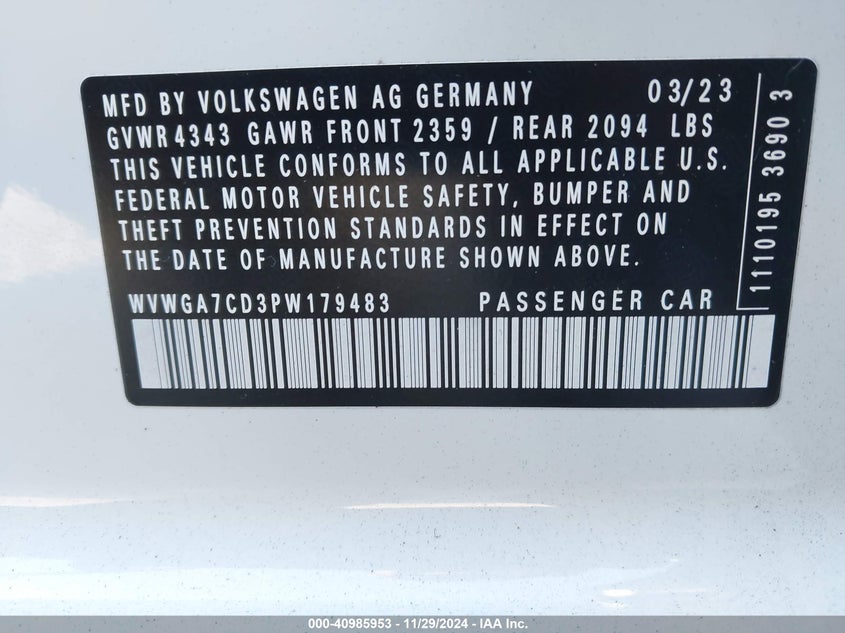 MFD BY VOLKSWAGEN AG GERMANY 03/23
GVWR 4343 GAWR FRONT 2359 / REAR 2094 LBS
THIS VEHICLE CONFORMS TO ALL APPLICABLE U.S.
FEDERAL MOTOR VEHICLE SAFETY, BUMPER AND
THEFT PREVENTION STANDARDS IN EFFECT ON
THE DATE OF MANUFACTURE SHOWN ABOVE.
WVWGA7CD3PW179483 PASSENGER CAR
1110195 36903
000-40985953 | 11/29/2024 - IAA Inc.